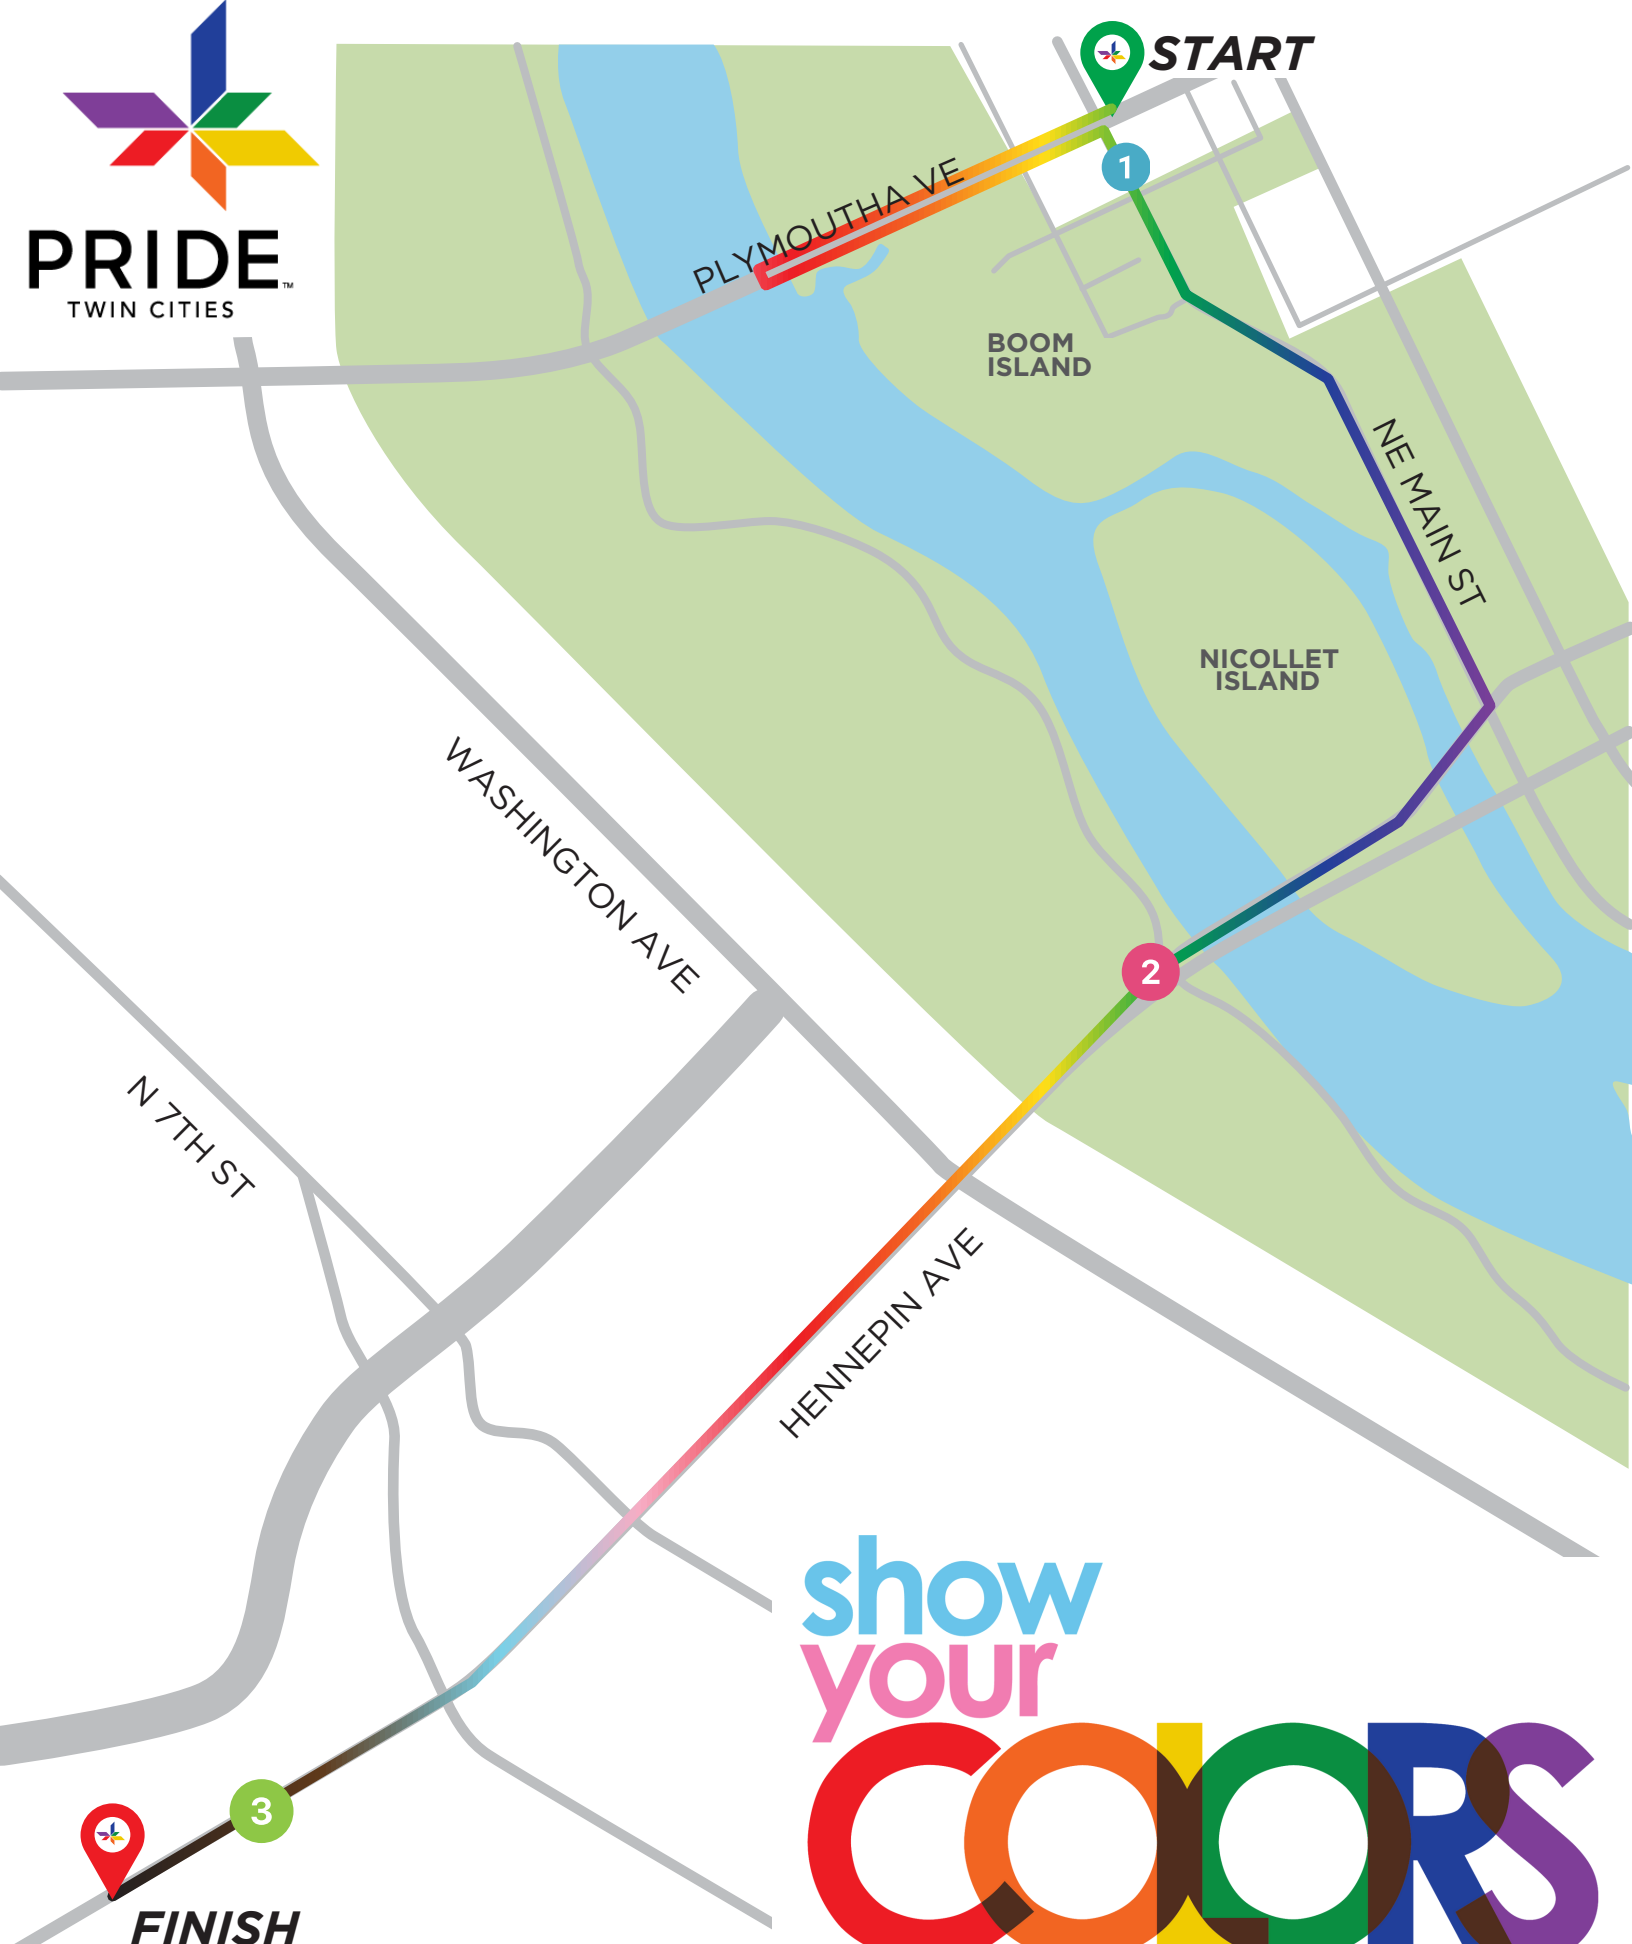 START
1
PLYMOUTHA VE
PRIDE™
TWIN CITIES
BOOM
ISLAND
NE MAIN ST
NICOLLET
ISLAND
WASHINGTON AVE
2
N 7TH ST
HENNEPIN AVE
show
your
COLORS
3
FINISH